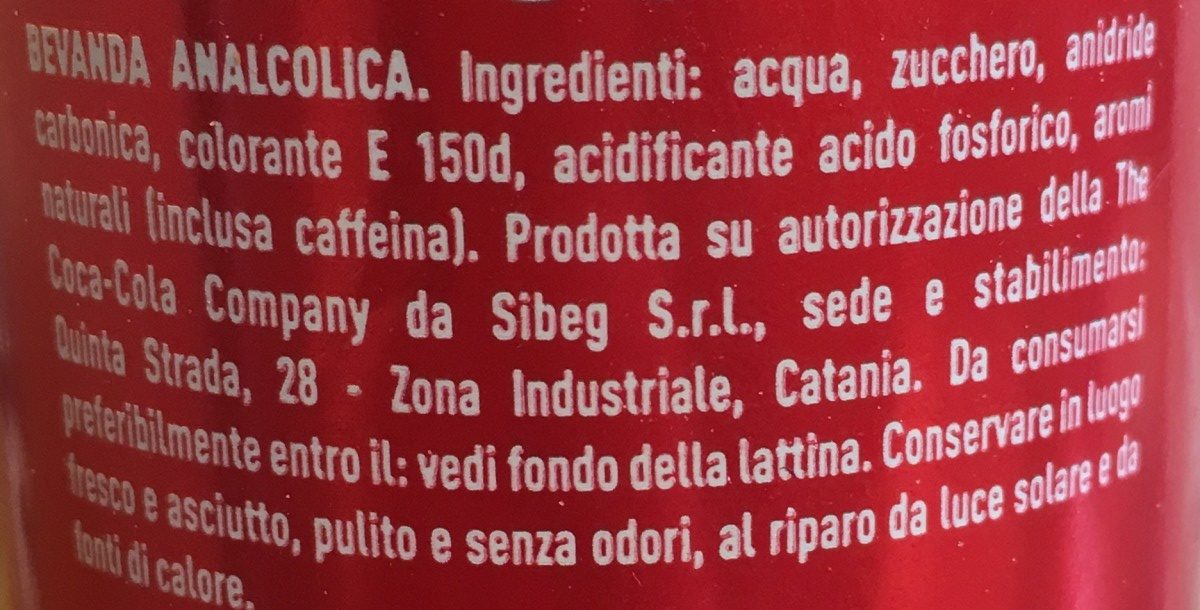 BEVANDA ANALCOLICA. Ingredienti: acqua, zucchero, anidride
carbonica, colorante E 150d, acidificante acido fosforico, aromi
naturali (inclusa caffeina). Prodotta su autorizzazione della The
Coca-Cola Company da Sibeg S.r.l., sede e stabilimento:
Quinta Strada, 28 - Zona Industriale, Catania. Da consumarsi
preferibilmente entro il: vedi fondo della lattina. Conservare in luogo
fresco e asciutto, pulito e senza odori, al riparo da luce solare e da
fonti di calore.